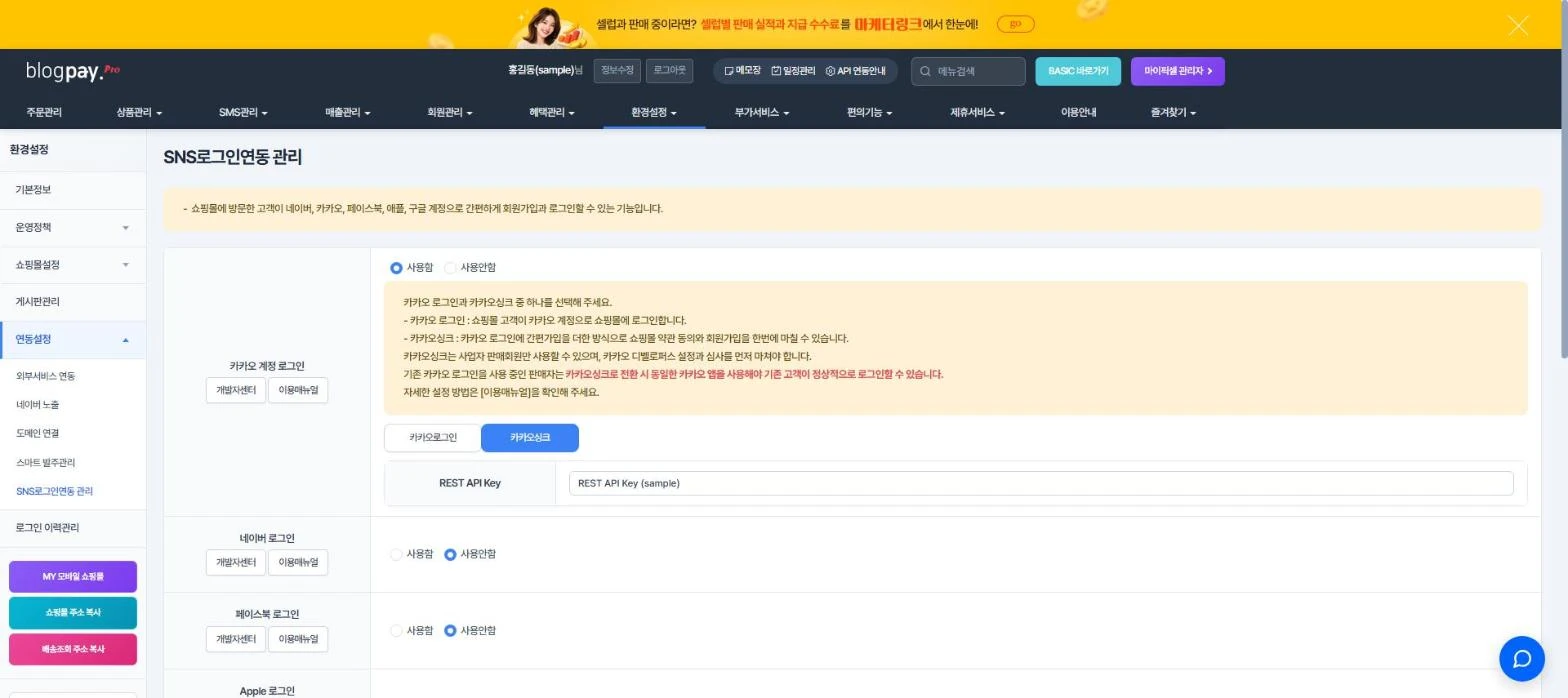 셀럽과 판매 중이라면? 셀럽별 판매 실적과 지급 수수료를 마케터링크에서 한눈에! go
blogpay.Pro
홍길동(sample)님 정보수정 로그아웃 메모장 일정관리 API 연동안내 메뉴검색 BASIC 바로가기 마이틱셀 관리자
주문관리 상품관리 SMS관리 매출관리 회원관리 혜택관리 환경설정 부가서비스 편의기능 제휴서비스 이용안내 즐겨찾기
환경설정
기본정보
운영정책
쇼핑몰설정
게시판관리
연동설정
외부서비스 연동
네이버 노출
도메인 연결
스마트 발주관리
SNS로그인연동 관리
로그인 이력관리
MY 모바일 쇼핑몰
쇼핑몰 주소 복사
배송조회 주소 복사
SNS로그인연동 관리
- 쇼핑몰에 방문한 고객이 네이버, 카카오, 페이스북, 애플, 구글 계정으로 간편하게 회원가입과 로그인할 수 있는 기능입니다.
카카오 계정 로그인
개발자센터 이용매뉴얼
사용함 사용안함
카카오 로그인과 카카오싱크 중 하나를 선택해 주세요.
- 카카오 로그인 : 쇼핑몰 고객이 카카오 계정으로 쇼핑몰에 로그인합니다.
- 카카오싱크 : 카카오 로그인에 간편가입을 더한 방식으로 쇼핑몰 약관 동의와 회원가입을 한번에 마칠 수 있습니다.
카카오싱크는 사업자 판매회원만 사용할 수 있으며, 카카오 디벨로퍼스 설정과 심사를 먼저 마쳐야 합니다.
기존 카카오 로그인을 사용 중인 판매자는 카카오싱크로 전환 시 동일한 카카오 앱을 사용해야 기존 고객이 정상적으로 로그인할 수 있습니다.
자세한 설정 방법은 [이용매뉴얼]을 확인해 주세요.
카카오로그인 카카오싱크
REST API Key REST API Key (sample)
네이버 로그인
개발자센터 이용매뉴얼
사용함 사용안함
페이스북 로그인
개발자센터 이용매뉴얼
사용함 사용안함
Apple 로그인